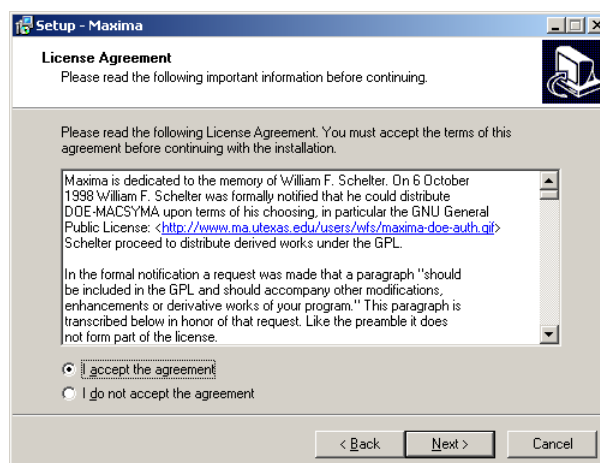 Setup - Maxima
License Agreement
Please read the following important information before continuing.
Please read the following License Agreement. You must accept the terms of this
agreement before continuing with the installation.
Maxima is dedicated to the memory of William F. Schelter. On 6 October
1998 William F. Schelter was formally notified that he could distribute
DOE-MACSYMA upon terms of his choosing, in particular the GNU General
Public License: <http://www.ma.utexas.edu/users/wfs/maxima-doe-auth.gif>
Schelter proceed to distribute derived works under the GPL.
In the formal notification a request was made that a paragraph "should
be included in the GPL and should accompany other modifications,
enhancements or derivative works of your program." This paragraph is
transcribed below in honor of that request. Like the preamble it does
not form part of the license.
I accept the agreement
I do not accept the agreement
< Back
Next >
Cancel